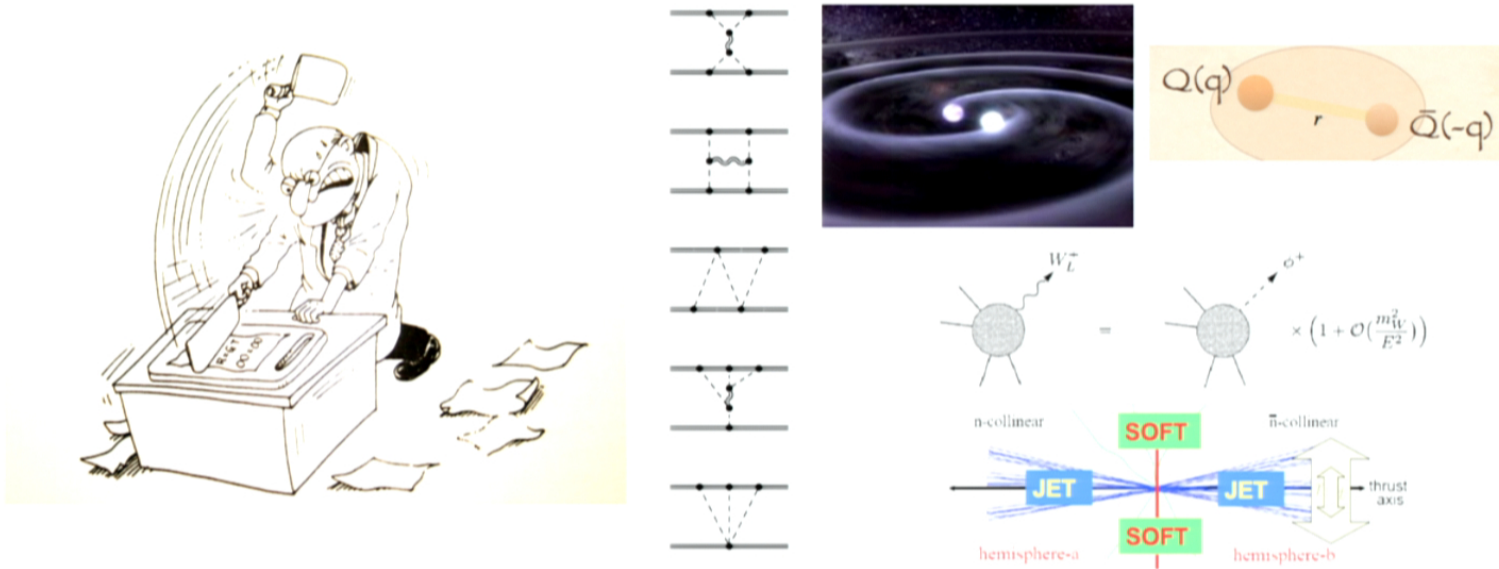 Q(q)
r
Q̄(-q)
W_L^+
ϕ^+
=
× (1 + 𝒪(m_W^2/E^2))
n-collinear
n̄-collinear
SOFT
JET
JET
thrust
axis
SOFT
hemisphere-a
hemisphere-b